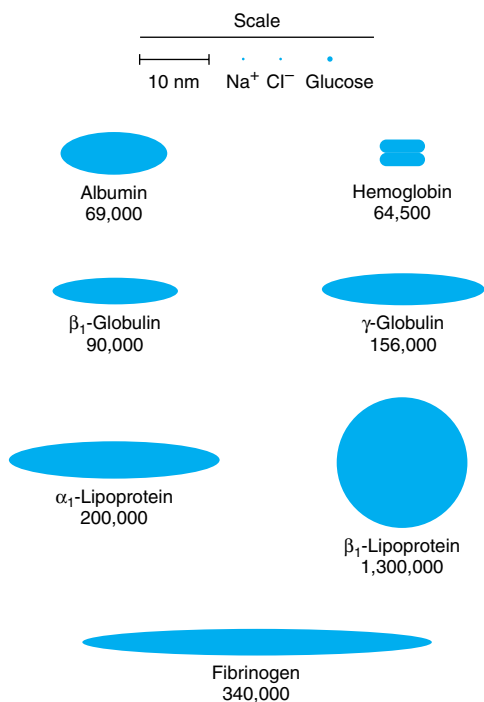 Scale
10 nm Na⁺ Cl⁻ Glucose
Albumin
69,000
Hemoglobin
64,500
β₁-Globulin
90,000
γ-Globulin
156,000
α₁-Lipoprotein
200,000
β₁-Lipoprotein
1,300,000
Fibrinogen
340,000